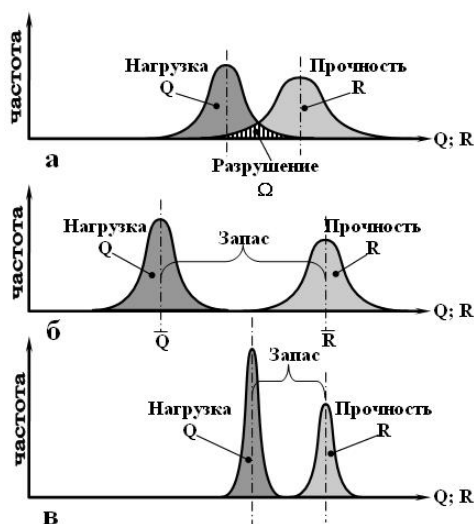 частота
Нагрузка
Q
Прочность
R
Q; R
Разрушение
Ω
а
частота
Нагрузка
Q
Запас
Прочность
R
Q; R
б
Q̅
R̅
частота
Нагрузка
Q
Запас
Прочность
R
Q; R
в